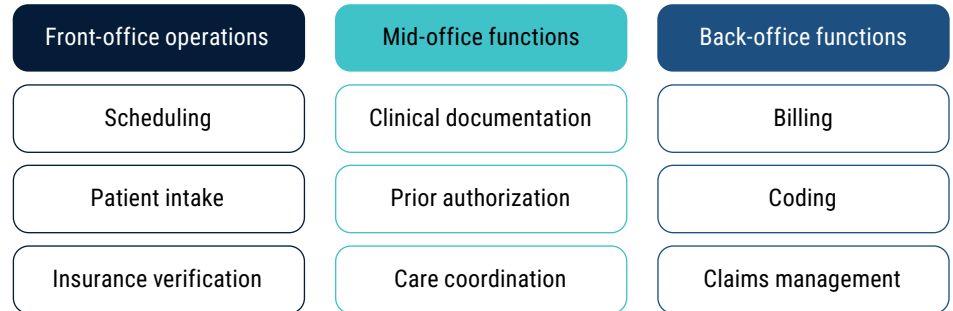 Front-office operations
Mid-office functions
Back-office functions
Scheduling
Clinical documentation
Billing
Patient intake
Prior authorization
Coding
Insurance verification
Care coordination
Claims management